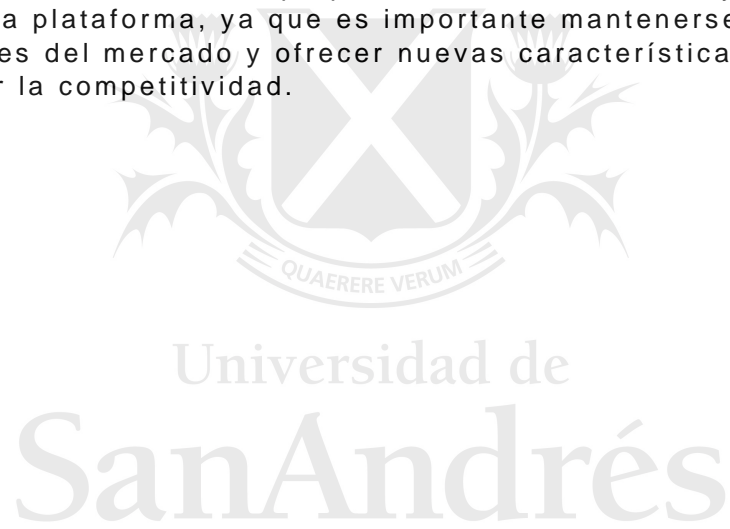 a plataforma, ya que es importante mantenerse
es del mercado y ofrecer nuevas característica
r la competitividad.
QUAERERE VERUM
Universidad de
SanAndrés